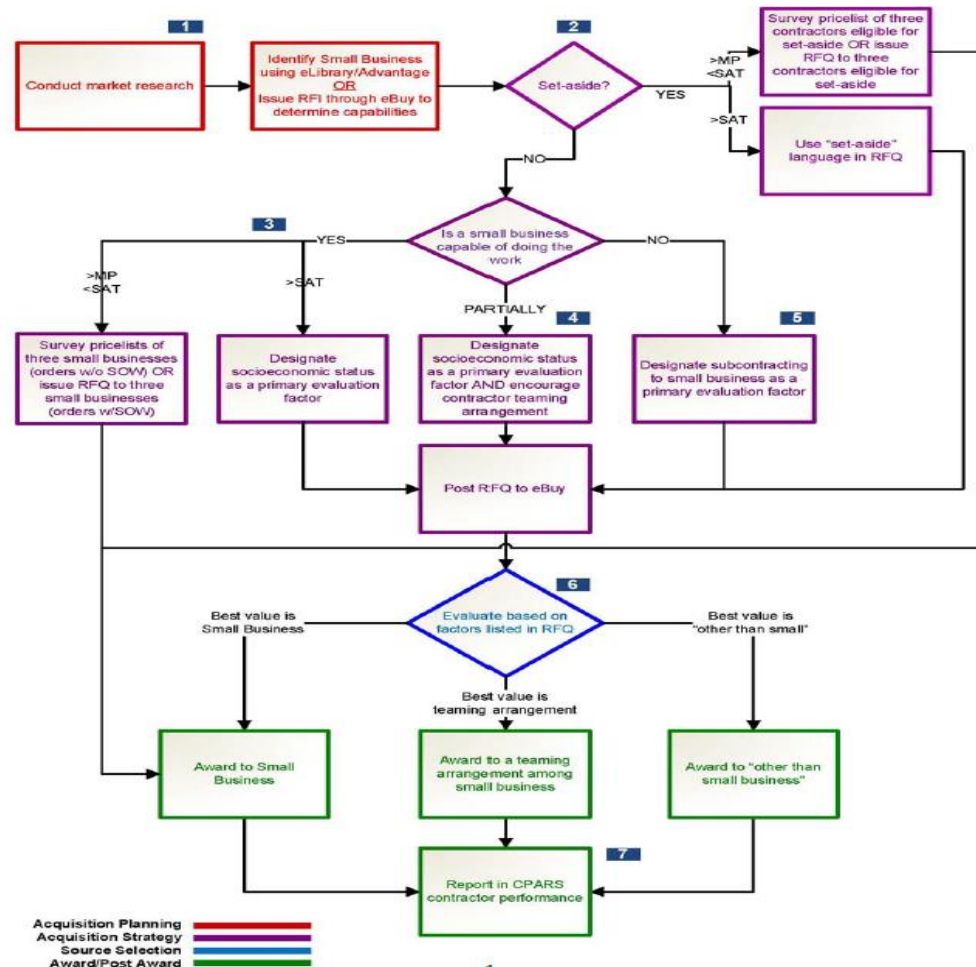 1
Conduct market research
Identify Small Business
using eLibrary/Advantage
OR
Issue RFI through eBuy to
determine capabilities
2
Set-aside?
YES
>MP
<SAT
Survey pricelist of three
contractors eligible for
set-aside OR issue
RFQ to three
contractors eligible for
set-aside
>SAT
Use "set-aside"
language in RFQ
NO
3
Is a small business
capable of doing the
work
YES
NO
>MP
<SAT
>SAT
PARTIALLY
4
5
Survey pricelists of
three small businesses
(orders w/o SOW) OR
issue RFQ to three
small businesses
(orders w/SOW)
Designate
socioeconomic status
as a primary evaluation
factor
Designate
socioeconomic status
as a primary evaluation
factor AND encourage
contractor teaming
arrangement
Designate subcontracting
to small business as a
primary evaluation factor
Post RFQ to eBuy
6
Evaluate based on
factors listed in RFQ
Best value is
Small Business
Best value is
teaming arrangement
Best value is
"other than small"
Award to Small
Business
Award to a teaming
arrangement among
small business
Award to "other than
small business"
7
Report in CPARS
contractor performance
Acquisition Planning
Acquisition Strategy
Source Selection
Award/Post Award